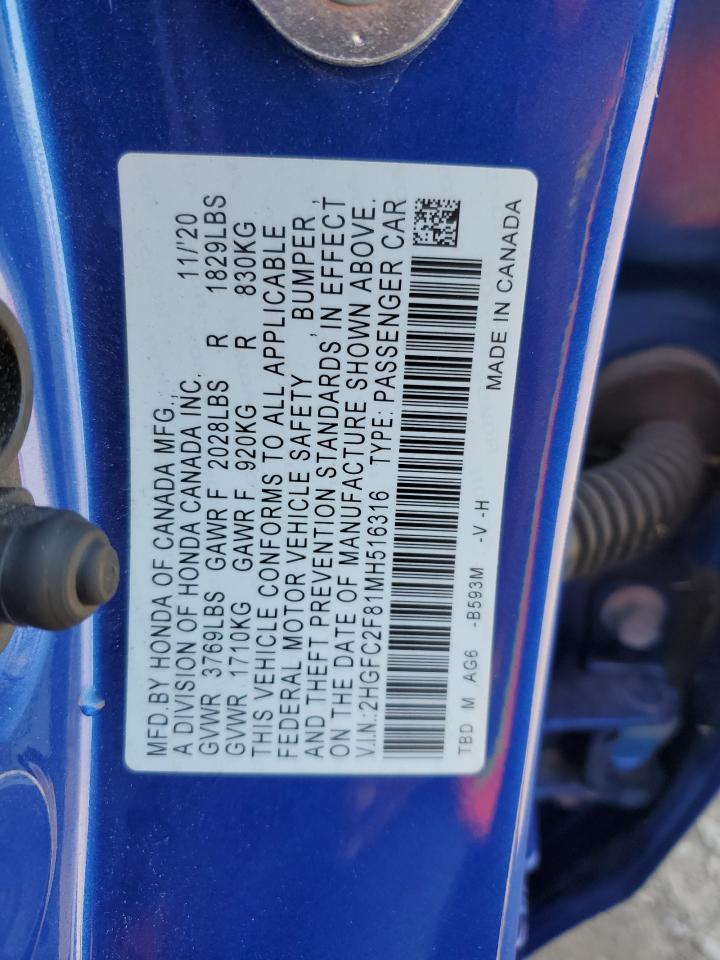 MFD.BY HONDA OF CANADA MFG., 11/'20
A DIVISION OF HONDA CANADA INC.
GVWR 3769LBS GAWR F 2028LBS R 1829LBS
GVWR 1710KG GAWR F 920KG R 830KG
THIS VEHICLE CONFORMS TO ALL APPLICABLE
FEDERAL MOTOR VEHICLE SAFETY , BUMPER ,
AND THEFT PREVENTION STANDARDS IN EFFECT
ON THE DATE OF MANUFACTURE SHOWN ABOVE.
V.I.N.:2HGFC2F81MH516316 TYPE: PASSENGER CAR
TBD M AG6 -B593M -V -H
MADE IN CANADA